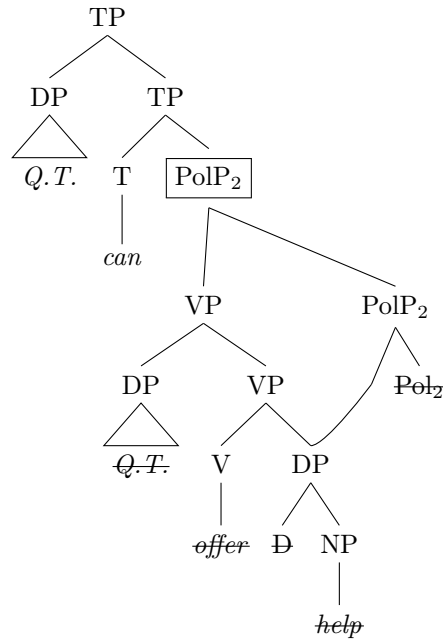 TP
DP TP
Q.T. T PolP₂
can
VP PolP₂
DP VP Pol₂
Q.T. V DP
offer D NP
help